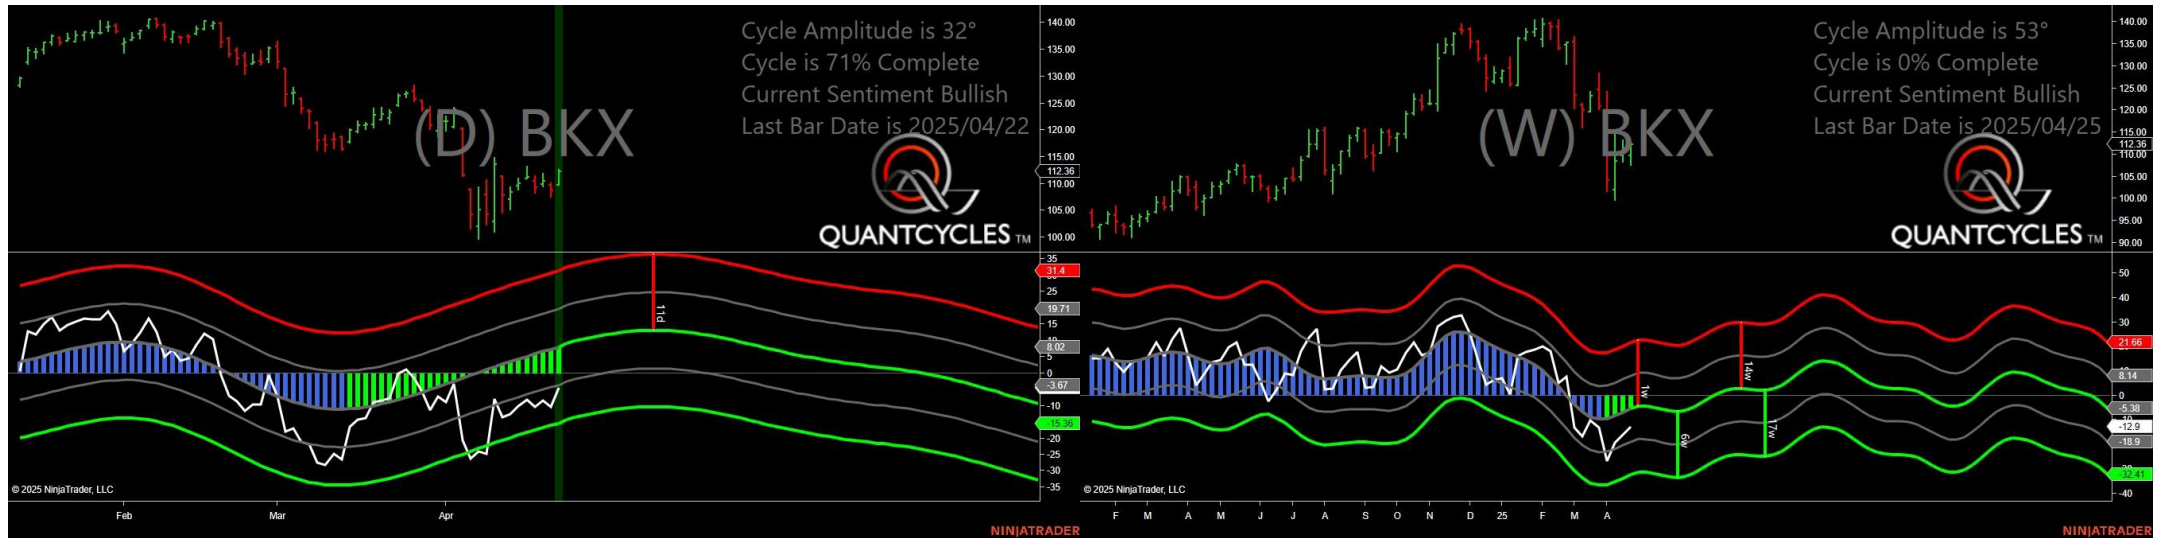 Cycle Amplitude is 32°
Cycle is 71% Complete
Current Sentiment Bullish
Last Bar Date is 2025/04/22
(D) BKX
QUANTCYCLES TM
140.00
135.00
130.00
125.00
120.00
115.00
112.36
110.00
105.00
100.00
35
31.4
25
19.71
15
8.02
5
0
-3.67
-10
-15.36
-20
-25
-30
-35
11d
© 2025 NinjaTrader, LLC
Feb Mar Apr
NINJATRADER
Cycle Amplitude is 53°
Cycle is 0% Complete
Current Sentiment Bullish
Last Bar Date is 2025/04/25
(W) BKX
QUANTCYCLES TM
140.00
135.00
130.00
125.00
120.00
115.00
112.36
110.00
105.00
100.00
95.00
90.00
50
40
30
21.66
8.14
0
-5.38
-12.9
-18.9
-32.41
-40
1w
6w
14w
17w
© 2025 NinjaTrader, LLC
F M A M J J A S O N D 25 F M A
NINJATRADER